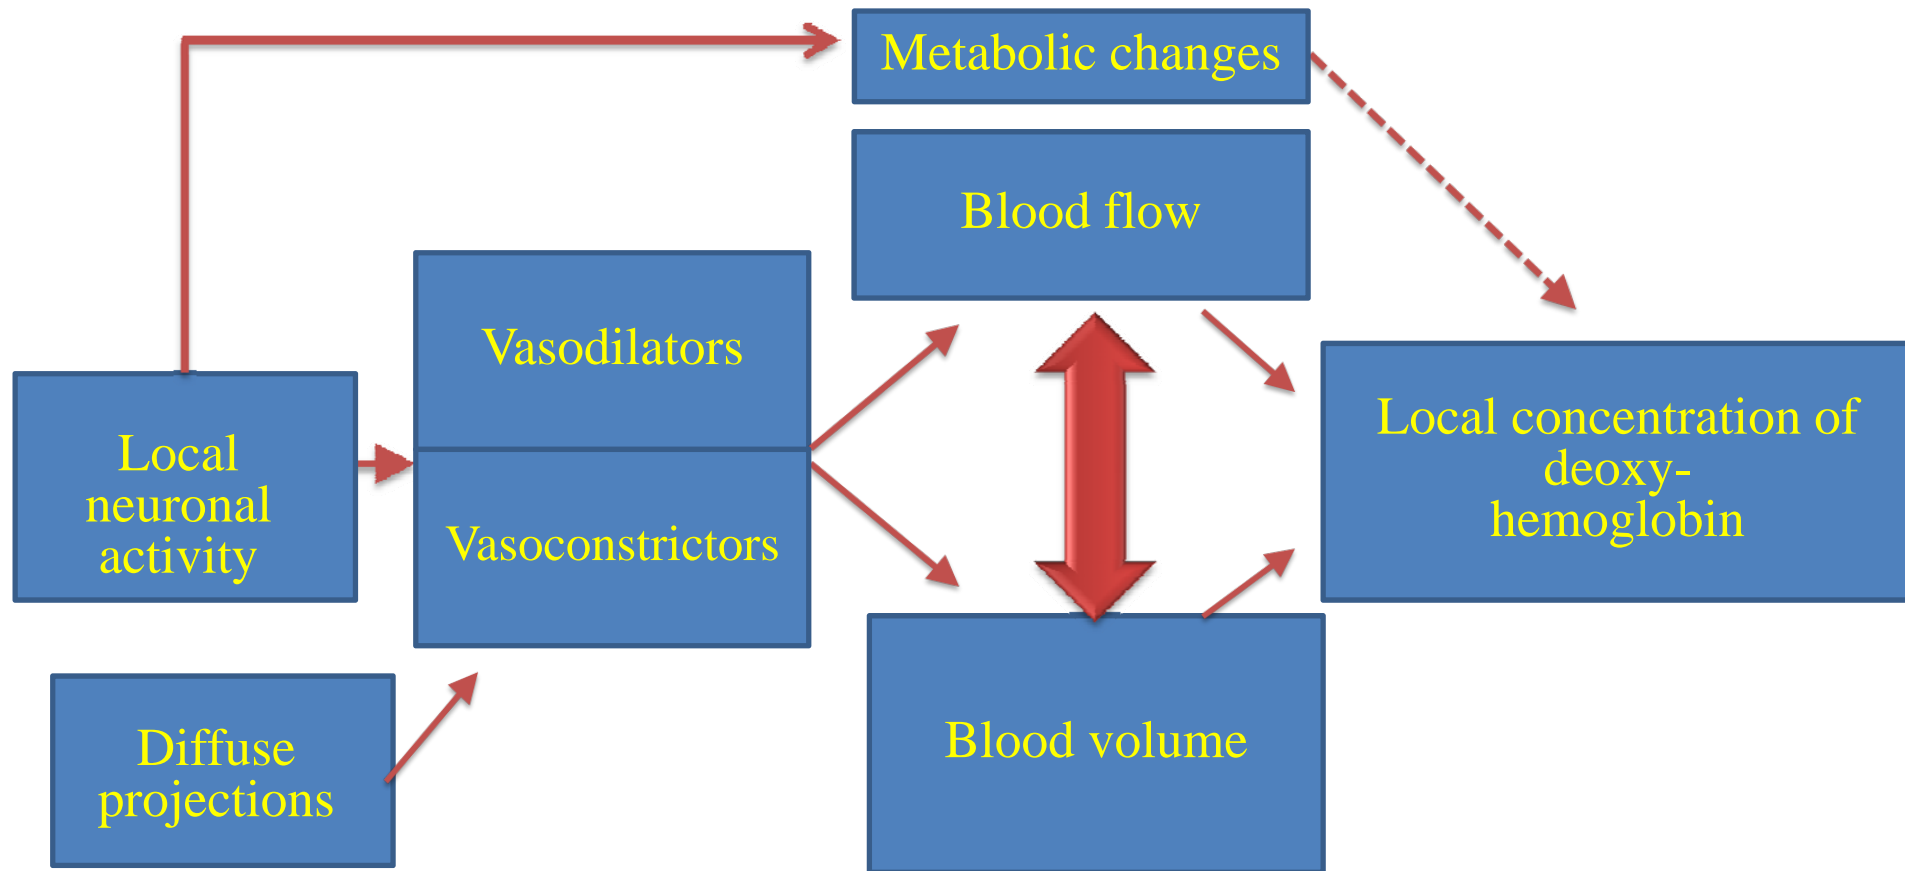 Metabolic changes
Blood flow
Vasodilators
Vasoconstrictors
Local
neuronal
activity
Local concentration of
deoxy-
hemoglobin
Diffuse
projections
Blood volume